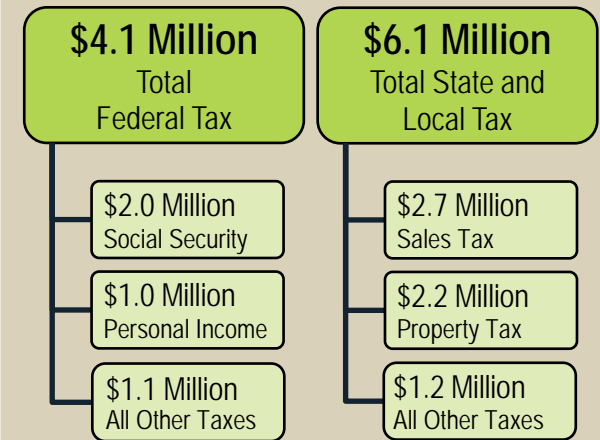 $4.1 Million
Total
Federal Tax
$2.0 Million
Social Security
$1.0 Million
Personal Income
$1.1 Million
All Other Taxes
$6.1 Million
Total State and
Local Tax
$2.7 Million
Sales Tax
$2.2 Million
Property Tax
$1.2 Million
All Other Taxes